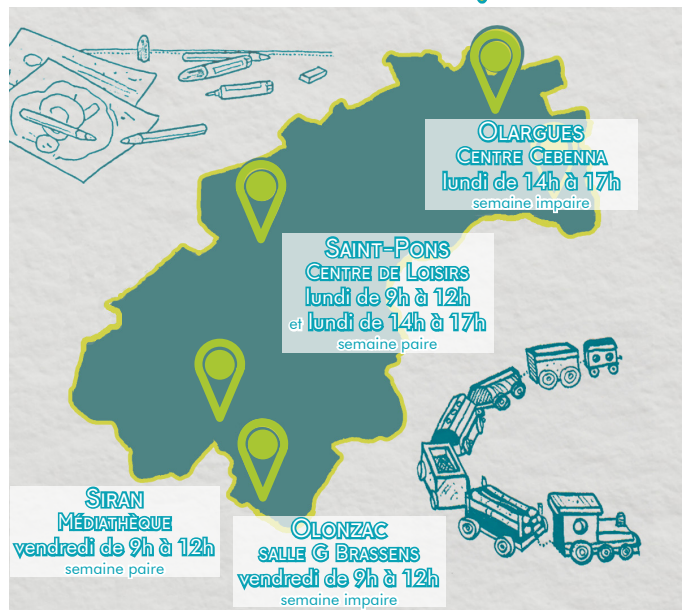 Olargues
Centre Cebenna
lundi de 14h à 17h
semaine impaire
Saint-Pons
Centre de Loisirs
lundi de 9h à 12h
et lundi de 14h à 17h
semaine paire
Siran
Médiathèque
vendredi de 9h à 12h
semaine paire
Olonzac
salle G Brassens
vendredi de 9h à 12h
semaine impaire